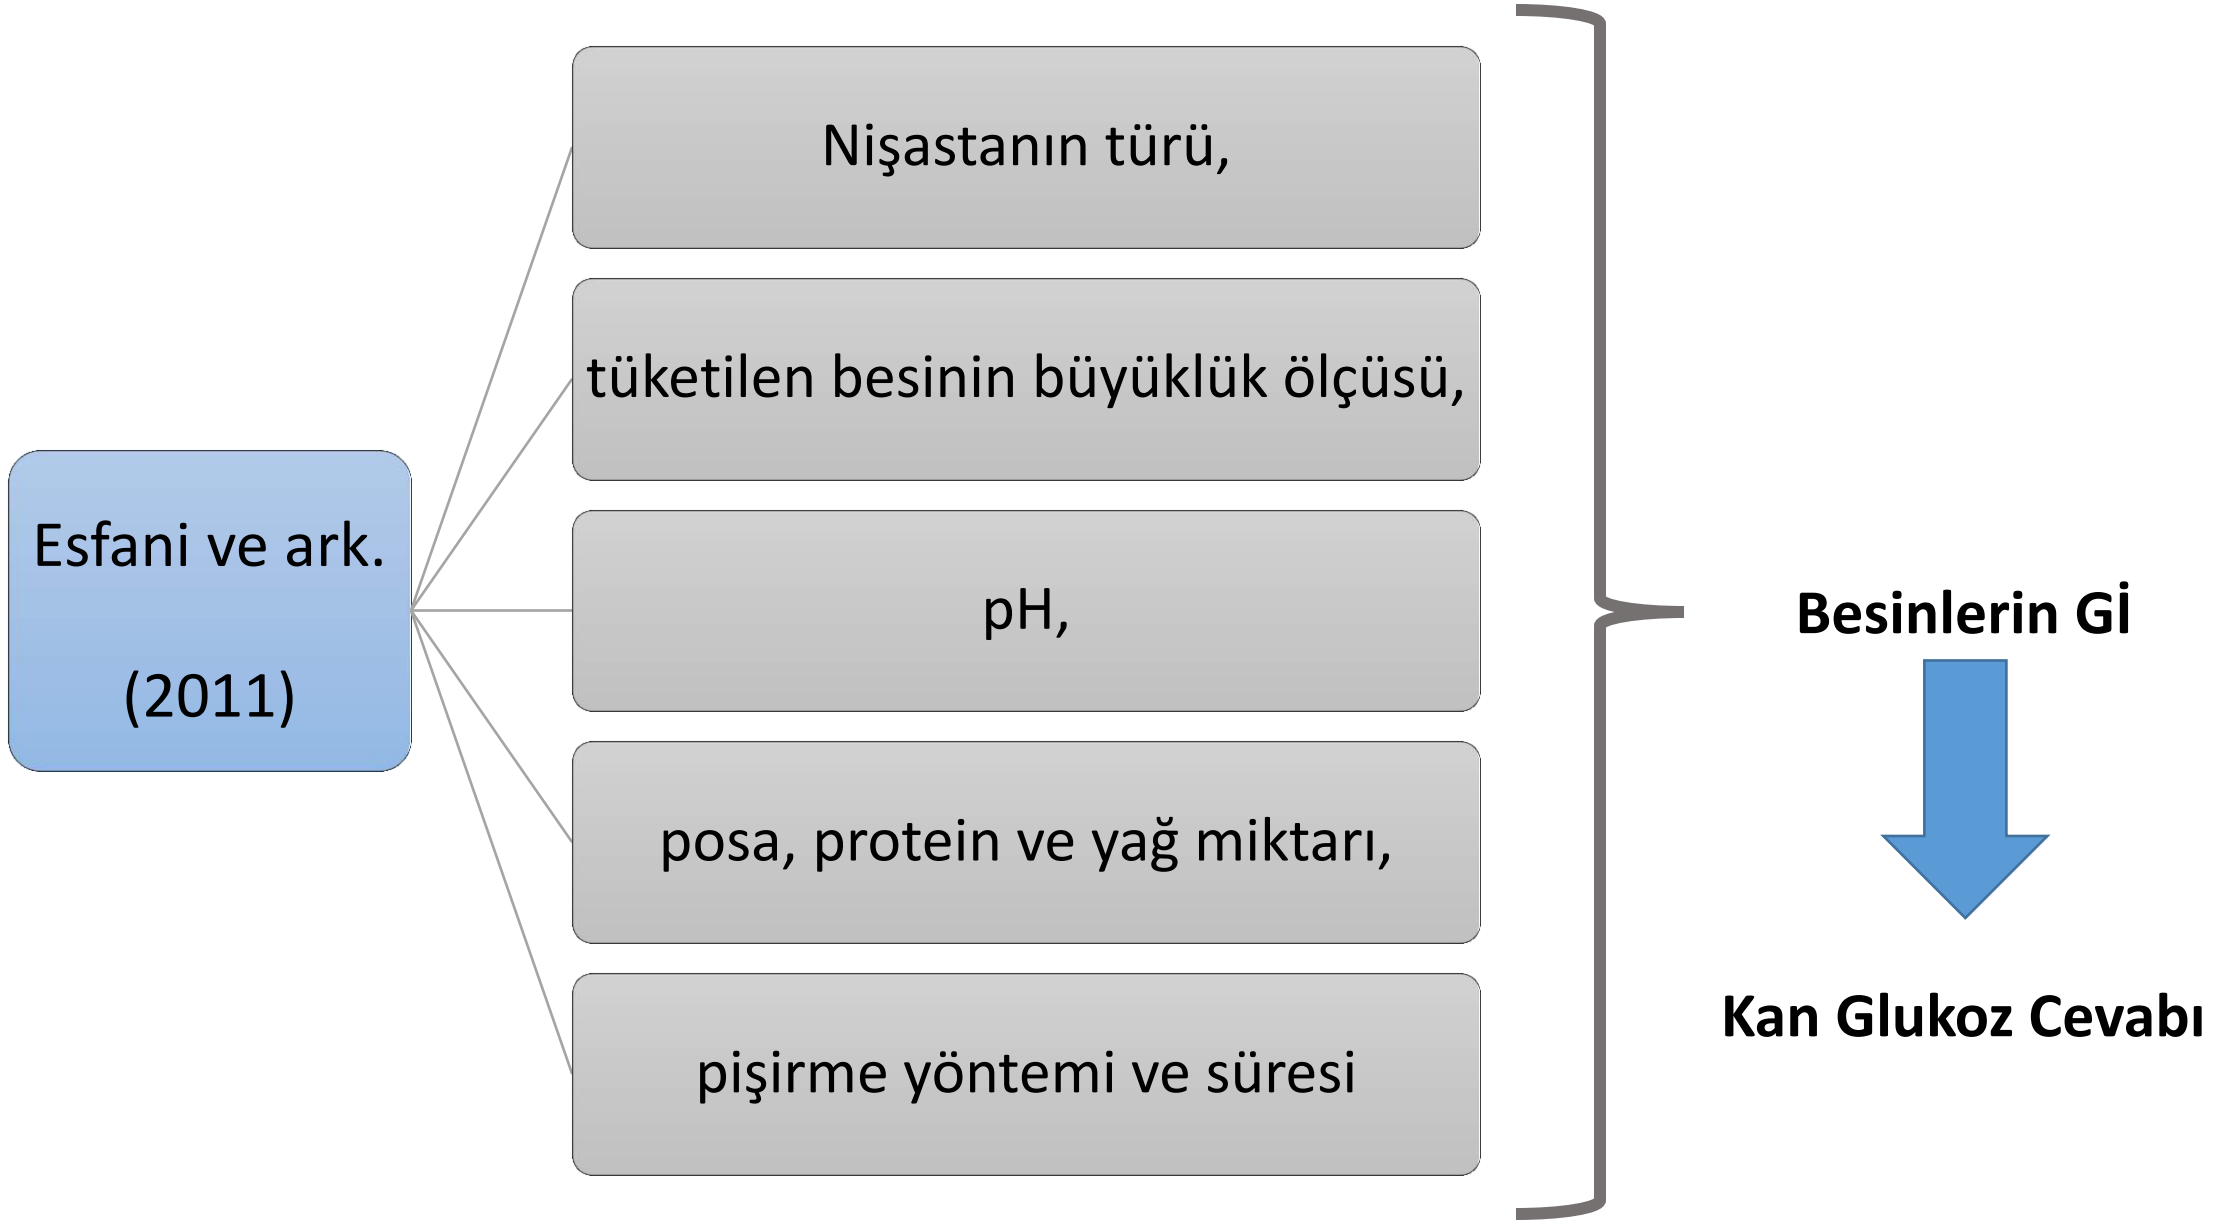 Esfani ve ark.
(2011)
Nişastanın türü,
tüketilen besinin büyüklük ölçüsü,
pH,
posa, protein ve yağ miktarı,
pişirme yöntemi ve süresi
Besinlerin Gİ
Kan Glukoz Cevabı